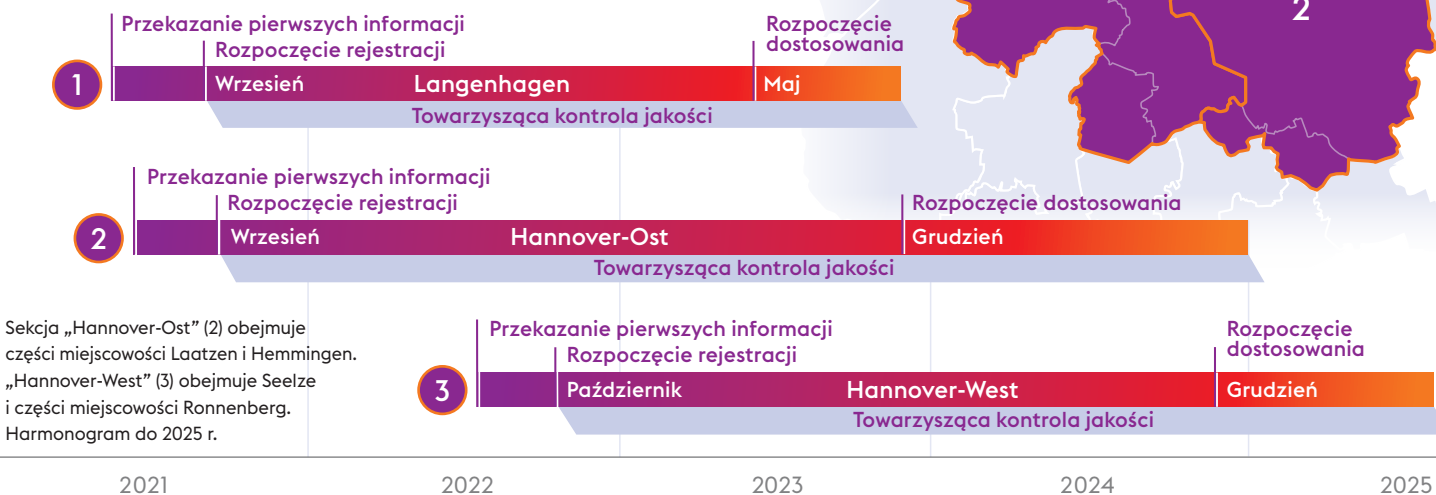 2
Przekazanie pierwszych informacji
Rozpoczęcie rejestracji
Rozpoczęcie
dostosowania
1
Wrzesień
Langenhagen
Maj
Towarzysząca kontrola jakości
Przekazanie pierwszych informacji
Rozpoczęcie rejestracji
Rozpoczęcie dostosowania
2
Wrzesień
Hannover-Ost
Grudzień
Towarzysząca kontrola jakości
Sekcja „Hannover-Ost” (2) obejmuje
części miejscowości Laatzen i Hemmingen.
„Hannover-West” (3) obejmuje Seelze
i części miejscowości Ronnenberg.
Harmonogram do 2025 r.
Przekazanie pierwszych informacji
Rozpoczęcie rejestracji
Rozpoczęcie
dostosowania
3
Październik
Hannover-West
Grudzień
Towarzysząca kontrola jakości
2021
2022
2023
2024
2025